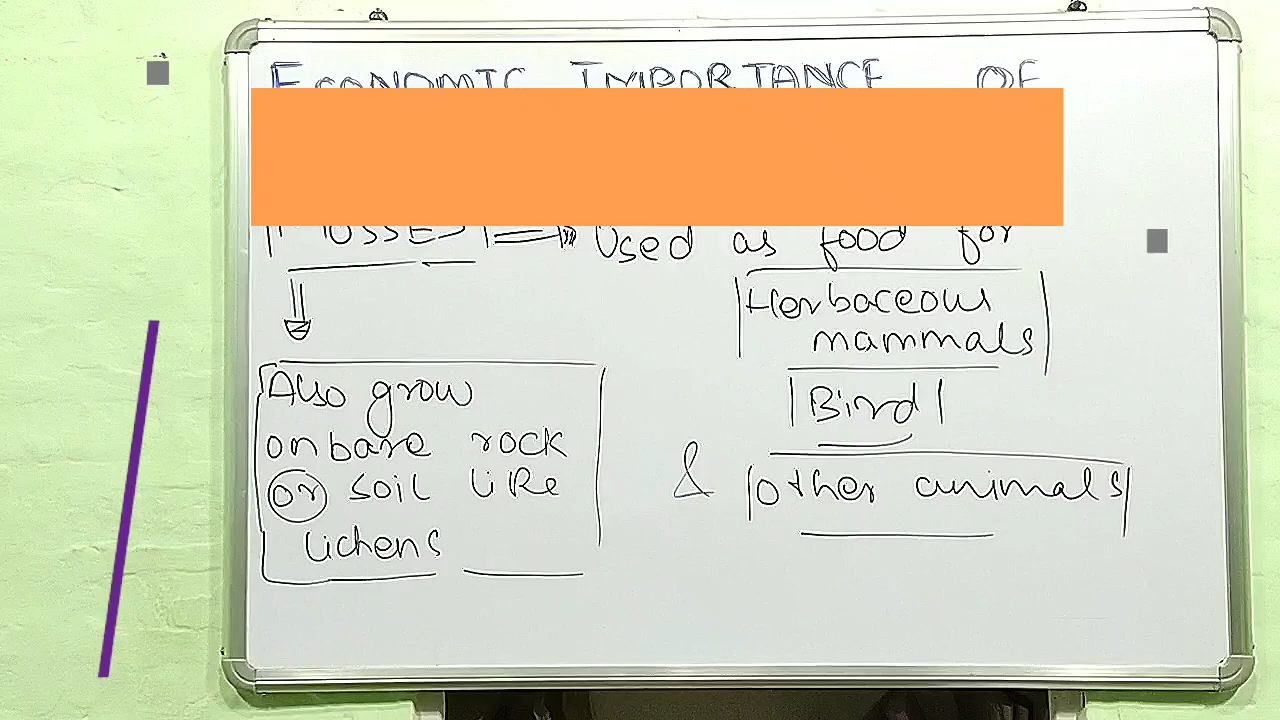 ECONOMIC IMPORTANCE OF
MOSSES Used as food for
Herbaceous
mammals
Bird
& other animals
Also grow
on bare rock
or soil like
lichens